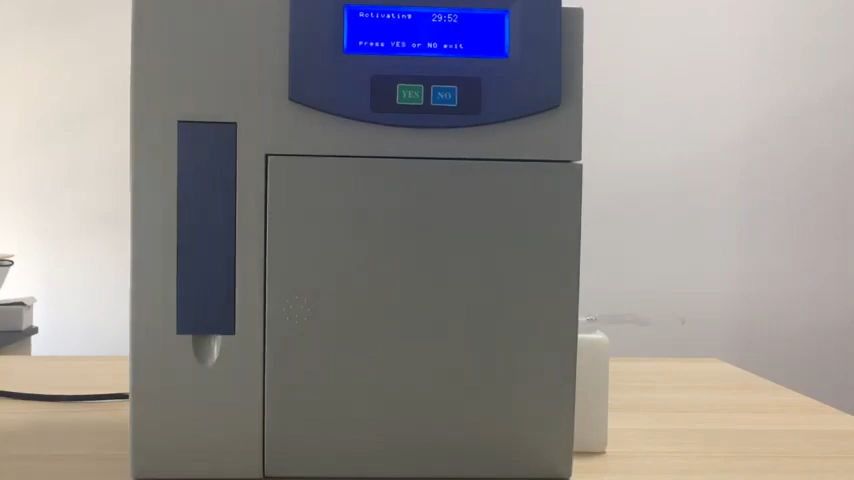 Activating 29:52
Press YES or NO exit
YES NO